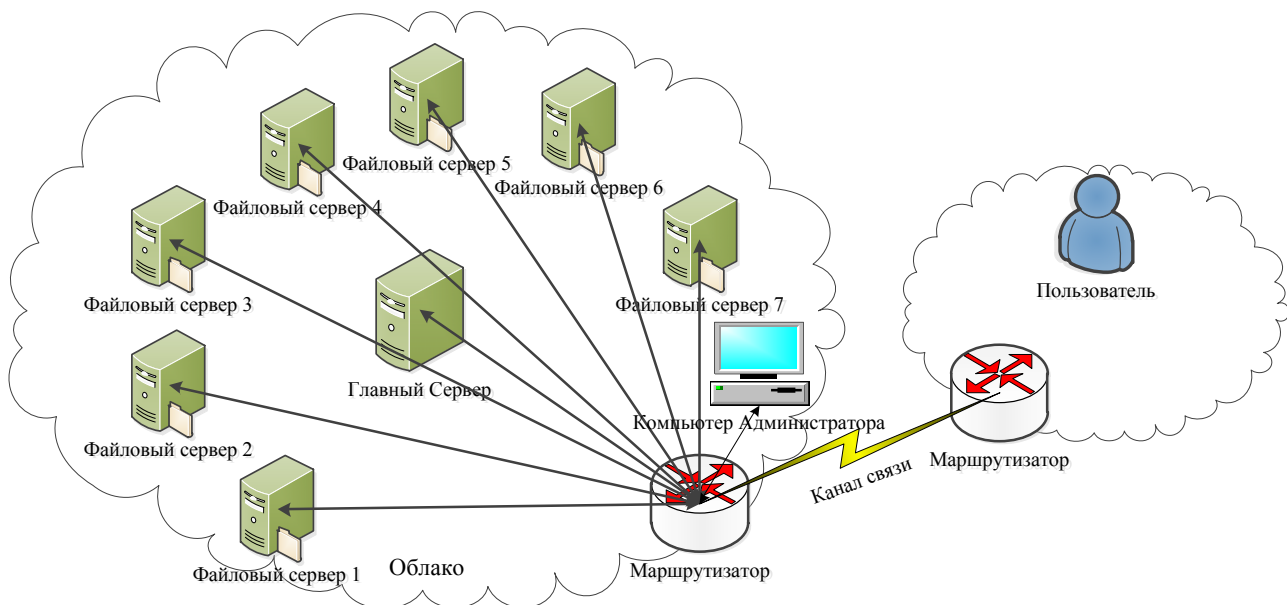 Файловый сервер 5
Файловый сервер 6
Файловый сервер 4
Файловый сервер 3
Файловый сервер 7
Пользователь
Главный Сервер
Компьютер Администратора
Файловый сервер 2
Маршрутизатор
Канал связи
Файловый сервер 1
Облако
Маршрутизатор